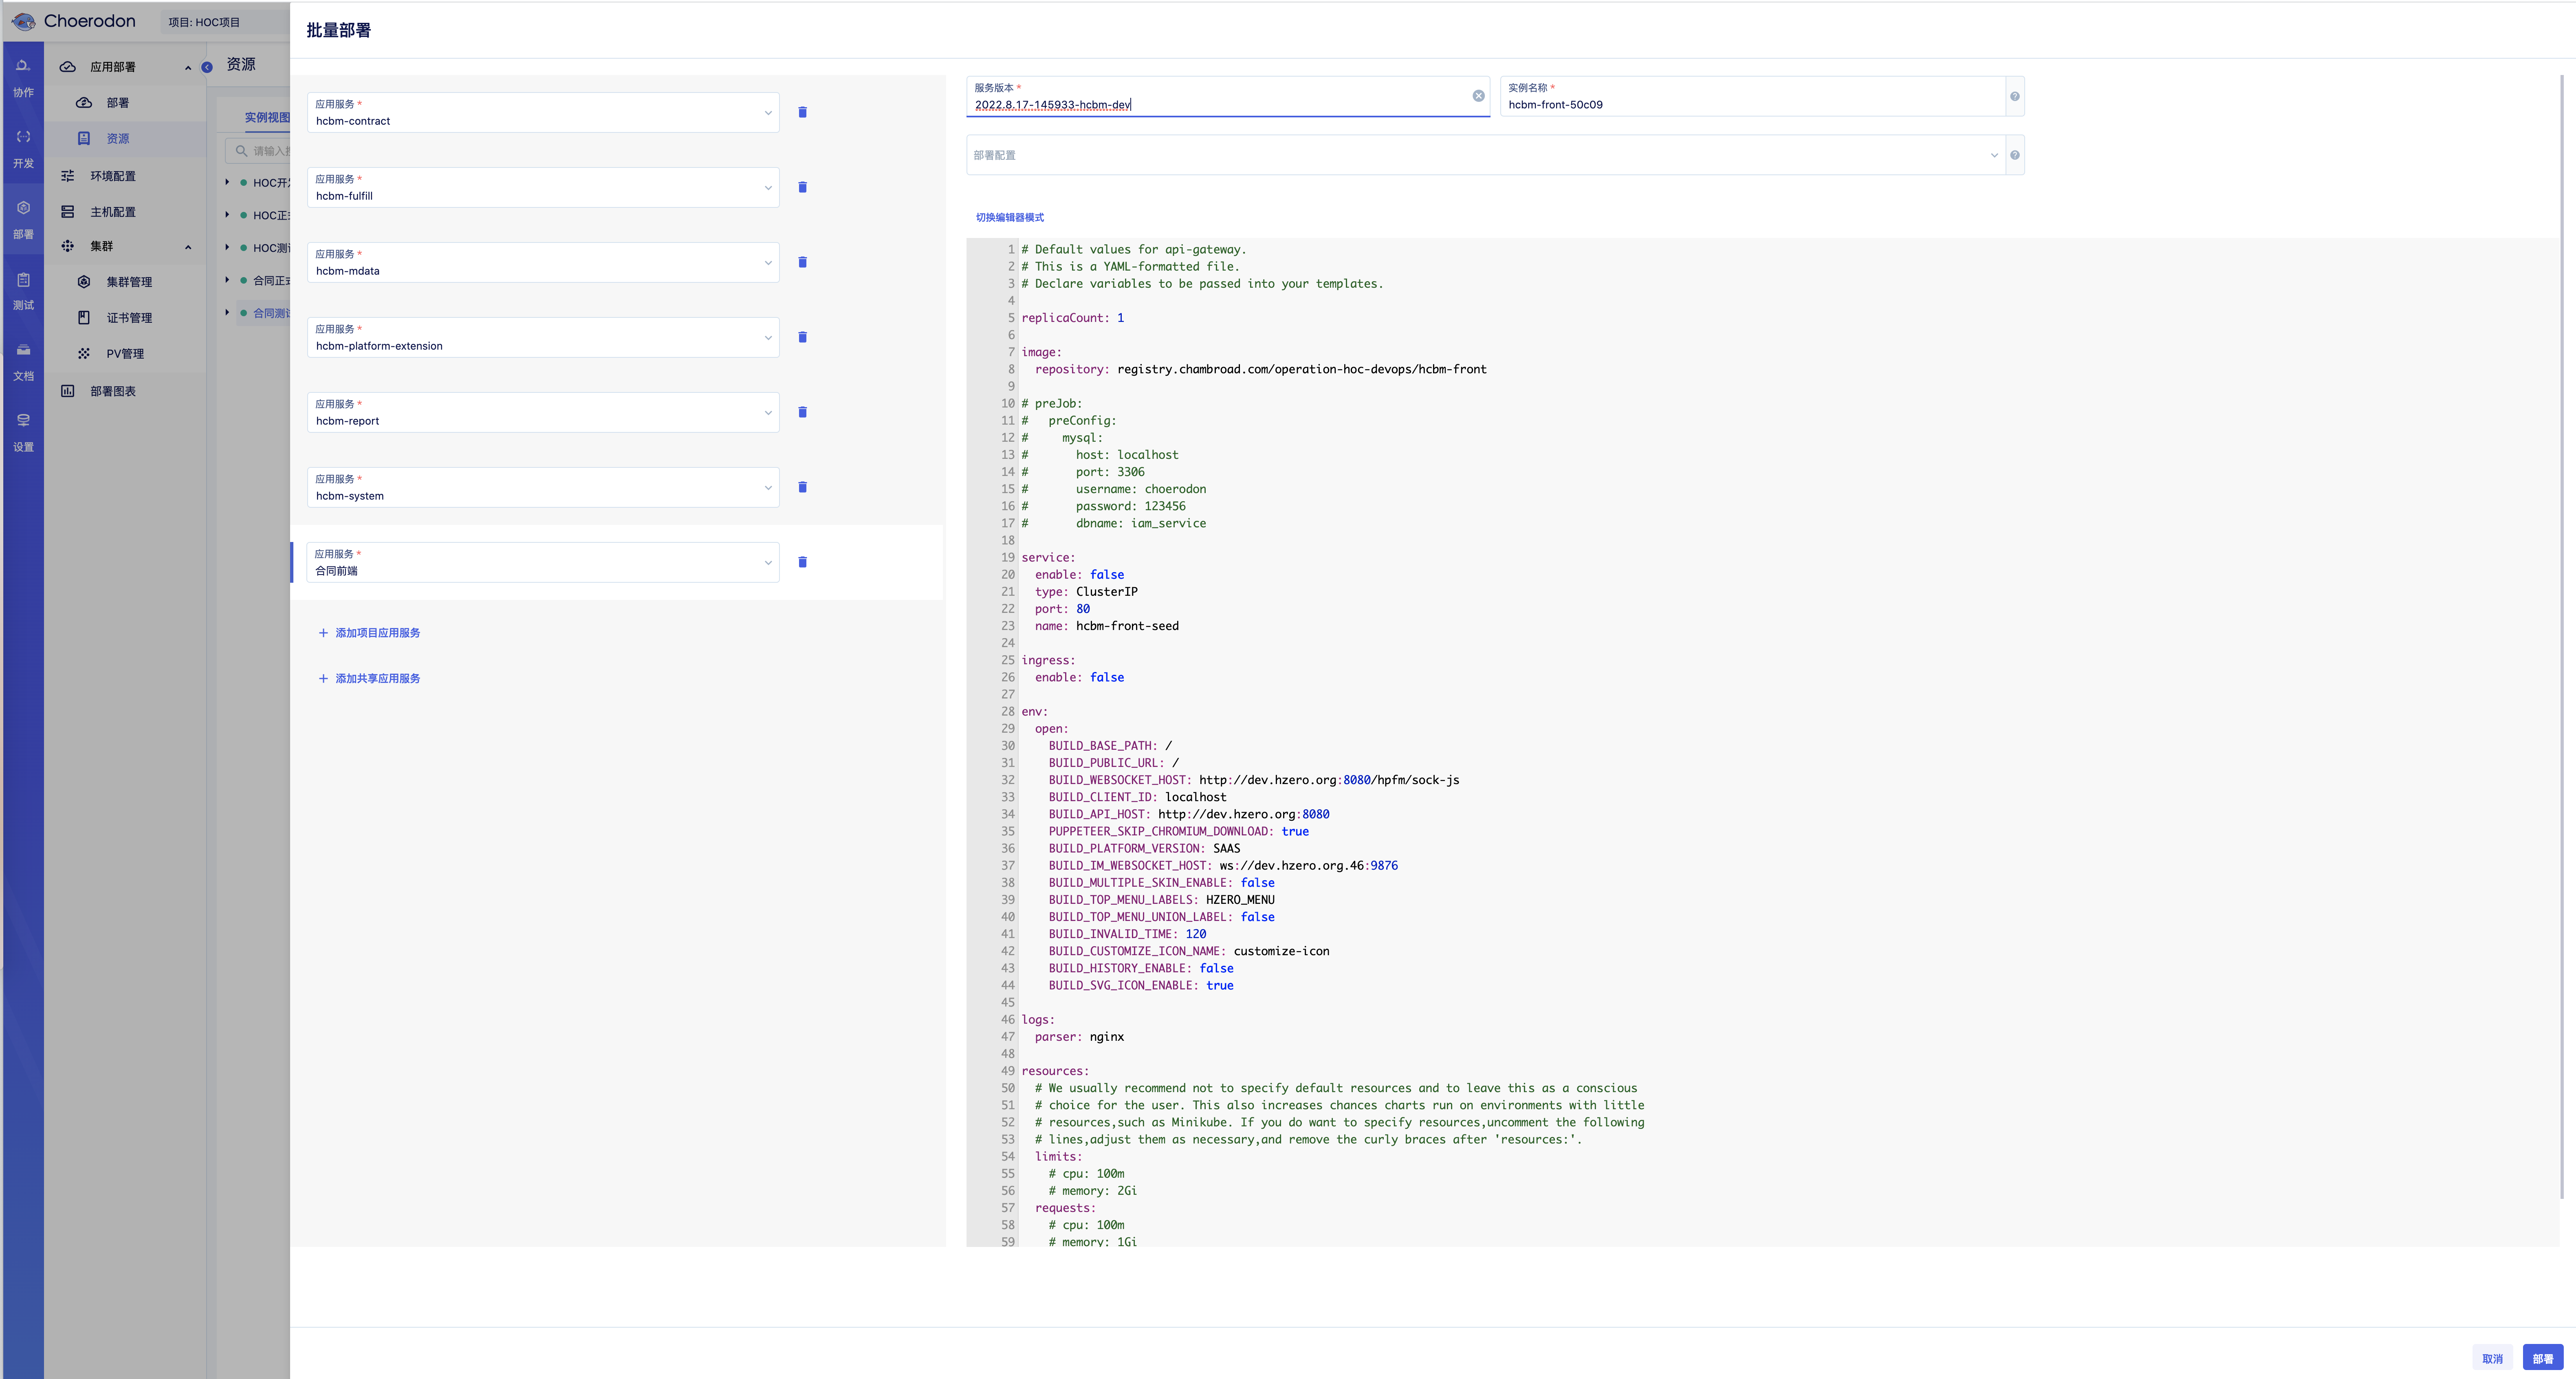 Choerodon
项目: HOC项目
协作
开发
部署
测试
文档
设置
应用部署
部署
资源
环境配置
主机配置
集群
集群管理
证书管理
PV管理
部署图表
资源
实例视图
请输入
HOC开
HOC正
HOC测
合同正
合同测
批量部署
应用服务 *
hcbm-contract
应用服务 *
hcbm-fulfill
应用服务 *
hcbm-mdata
应用服务 *
hcbm-platform-extension
应用服务 *
hcbm-report
应用服务 *
hcbm-system
应用服务 *
合同前端
+ 添加项目应用服务
+ 添加共享应用服务
服务版本 *
2022.8.17-145933-hcbm-dev
实例名称 *
hcbm-front-50c09
部署配置
切换编辑器模式
1 # Default values for api-gateway.
2 # This is a YAML-formatted file.
3 # Declare variables to be passed into your templates.
4
5 replicaCount: 1
6
7 image:
8   repository: registry.chambroad.com/operation-hoc-devops/hcbm-front
9
10 # preJob:
11 #   preConfig:
12 #     mysql:
13 #       host: localhost
14 #       port: 3306
15 #       username: choerodon
16 #       password: 123456
17 #       dbname: iam_service
18
19 service:
20   enable: false
21   type: ClusterIP
22   port: 80
23   name: hcbm-front-seed
24
25 ingress:
26   enable: false
27
28 env:
29   open:
30     BUILD_BASE_PATH: /
31     BUILD_PUBLIC_URL: /
32     BUILD_WEBSOCKET_HOST: http://dev.hzero.org:8080/hpfm/sock-js
33     BUILD_CLIENT_ID: localhost
34     BUILD_API_HOST: http://dev.hzero.org:8080
35     PUPPETEER_SKIP_CHROMIUM_DOWNLOAD: true
36     BUILD_PLATFORM_VERSION: SAAS
37     BUILD_IM_WEBSOCKET_HOST: ws://dev.hzero.org.46:9876
38     BUILD_MULTIPLE_SKIN_ENABLE: false
39     BUILD_TOP_MENU_LABELS: HZERO_MENU
40     BUILD_TOP_MENU_UNION_LABEL: false
41     BUILD_INVALID_TIME: 120
42     BUILD_CUSTOMIZE_ICON_NAME: customize-icon
43     BUILD_HISTORY_ENABLE: false
44     BUILD_SVG_ICON_ENABLE: true
45
46 logs:
47   parser: nginx
48
49 resources:
50   # We usually recommend not to specify default resources and to leave this as a conscious
51   # choice for the user. This also increases chances charts run on environments with little
52   # resources,such as Minikube. If you do want to specify resources,uncomment the following
53   # lines,adjust them as necessary,and remove the curly braces after 'resources:'.
54   limits:
55     # cpu: 100m
56     # memory: 2Gi
57   requests:
58     # cpu: 100m
59     # memory: 1Gi
取消
部署